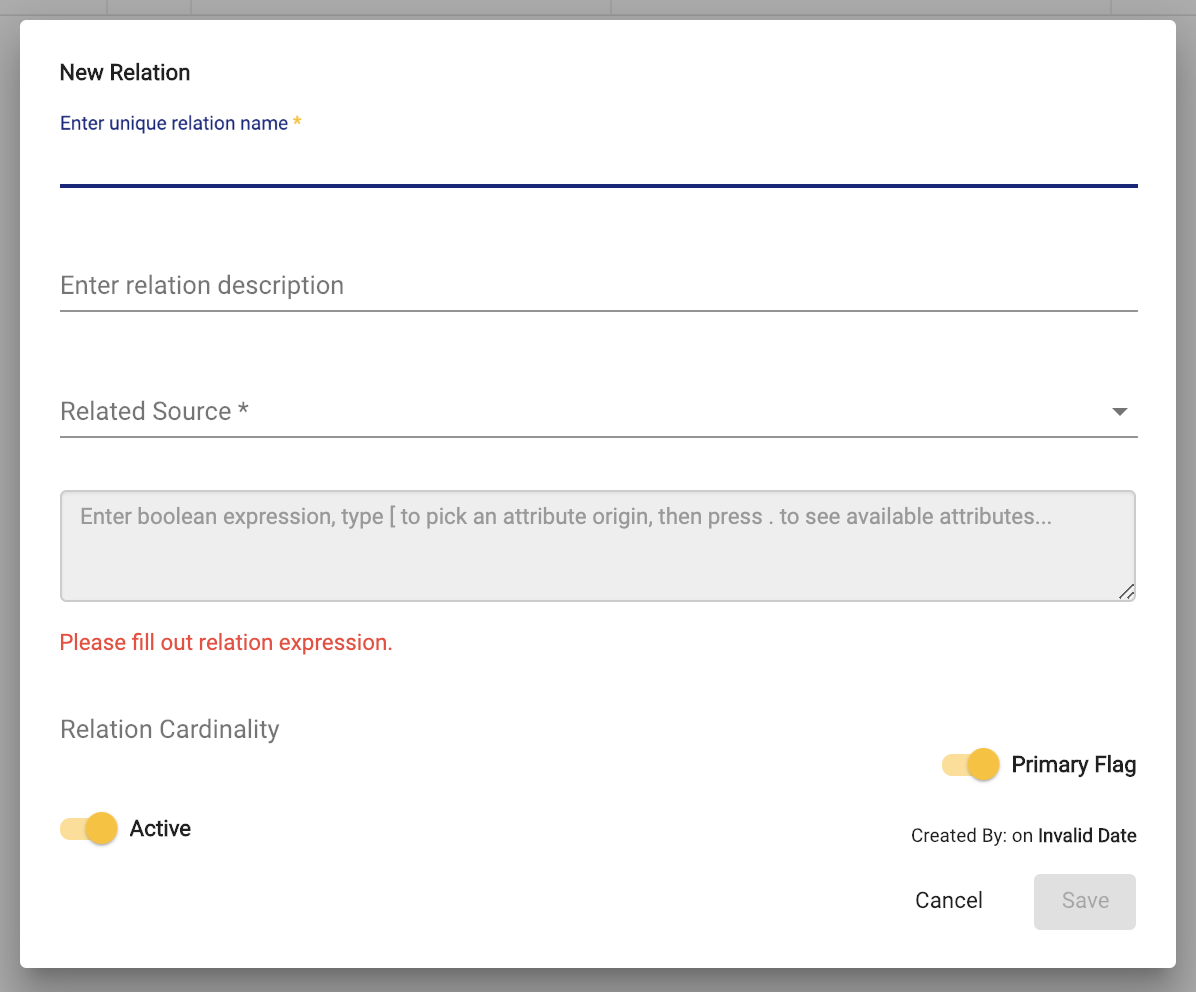 New Relation
Enter unique relation name *
Enter relation description
Related Source *
Enter boolean expression, type [ to pick an attribute origin, then press . to see available attributes...
Please fill out relation expression.
Relation Cardinality
Primary Flag
Active
Created By: on Invalid Date
Cancel
Save